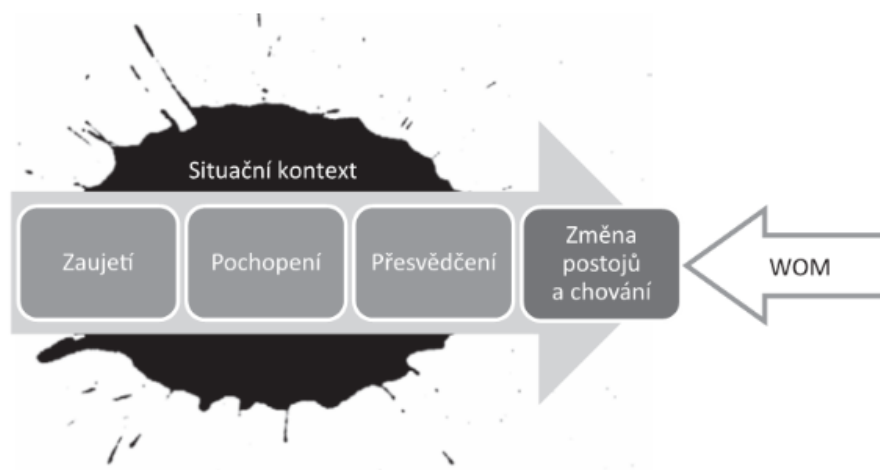 Situační kontext
Zaujetí
Pochopení
Přesvědčení
Změna
postojů
a chování
WOM